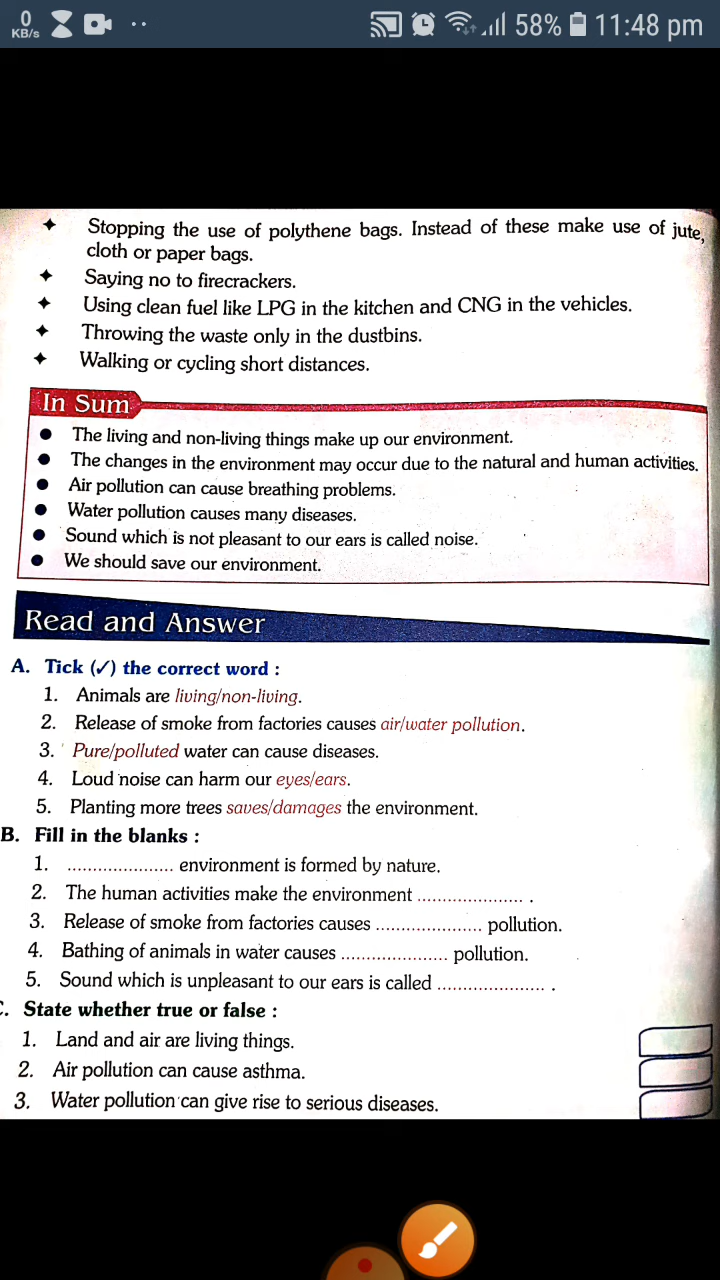 0
KB/s
58% 11:48 pm
✦ Stopping the use of polythene bags. Instead of these make use of jute,
cloth or paper bags.
✦ Saying no to firecrackers.
✦ Using clean fuel like LPG in the kitchen and CNG in the vehicles.
✦ Throwing the waste only in the dustbins.
✦ Walking or cycling short distances.
In Sum
● The living and non-living things make up our environment.
● The changes in the environment may occur due to the natural and human activities.
● Air pollution can cause breathing problems.
● Water pollution causes many diseases.
● Sound which is not pleasant to our ears is called noise.
● We should save our environment.
Read and Answer
A. Tick (✓) the correct word :
1. Animals are living/non-living.
2. Release of smoke from factories causes air/water pollution.
3. Pure/polluted water can cause diseases.
4. Loud noise can harm our eyes/ears.
5. Planting more trees saves/damages the environment.
B. Fill in the blanks :
1. ..................... environment is formed by nature.
2. The human activities make the environment ..................... .
3. Release of smoke from factories causes ..................... pollution.
4. Bathing of animals in water causes ..................... pollution.
5. Sound which is unpleasant to our ears is called ..................... .
C. State whether true or false :
1. Land and air are living things.
2. Air pollution can cause asthma.
3. Water pollution can give rise to serious diseases.